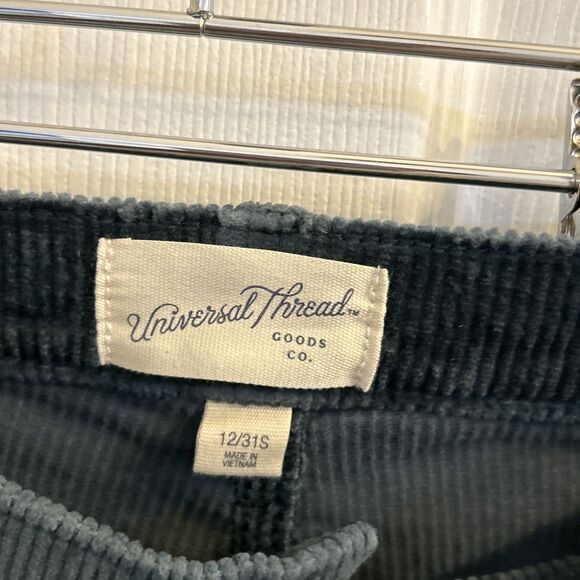 Universal Thread™
GOODS
CO.
12/31S
MADE IN
VIETNAM